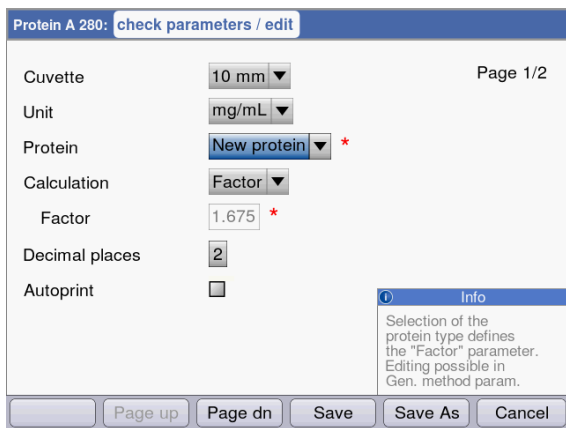 Protein A 280: check parameters / edit
Cuvette 10 mm Page 1/2
Unit mg/mL
Protein New protein *
Calculation Factor
Factor 1.675 *
Decimal places 2
Autoprint
Info
Selection of the
protein type defines
the "Factor" parameter.
Editing possible in
Gen. method param.
Page up Page dn Save Save As Cancel